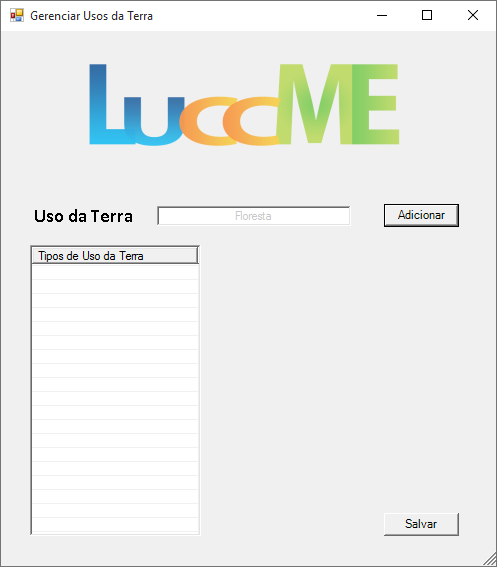 Gerenciar Usos da Terra
LuccME
Uso da Terra
Floresta
Adicionar
Tipos de Uso da Terra
Salvar